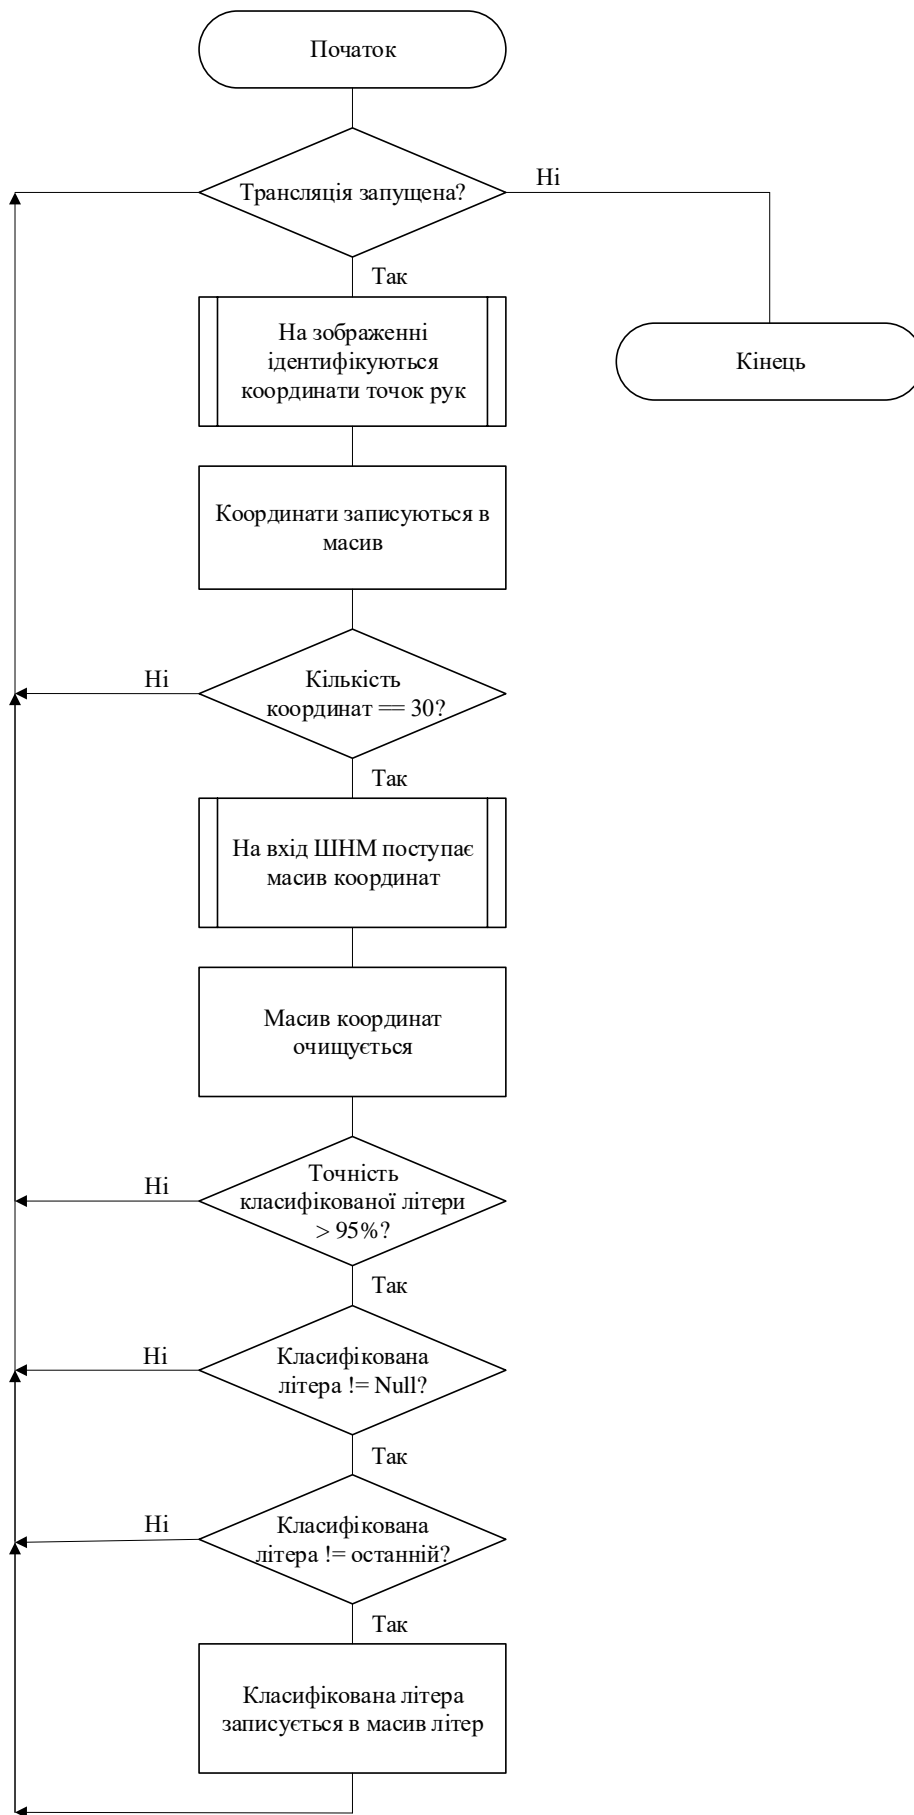 Початок
Трансляція запущена?
Ні
Так
На зображенні
ідентифікуються
координати точок рук
Кінець
Координати записуються в
масив
Ні
Кількість
координат == 30?
Так
На вхід ШНМ поступає
масив координат
Масив координат
очищується
Ні
Точність
класифікованої літери
> 95%?
Так
Ні
Класифікована
літера != Null?
Так
Ні
Класифікована
літера != останній?
Так
Класифікована літера
записується в масив літер